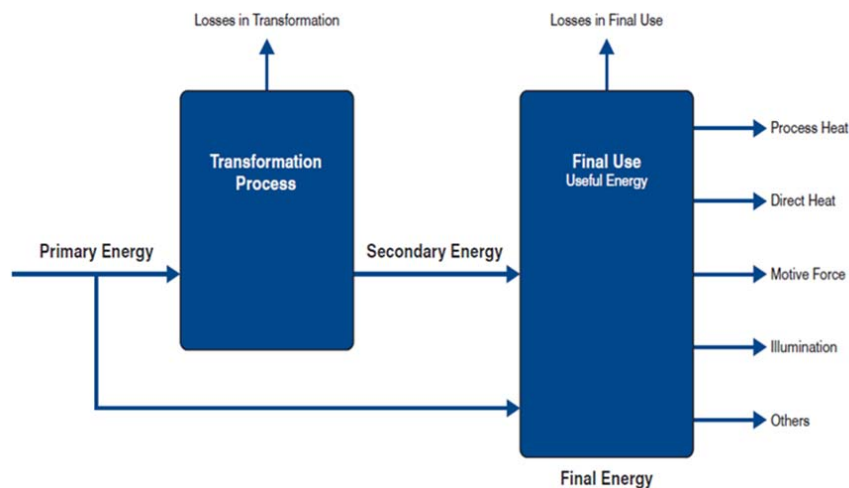 Losses in Transformation
Losses in Final Use
Transformation
Process
Final Use
Useful Energy
Process Heat
Direct Heat
Primary Energy
Secondary Energy
Motive Force
Illumination
Others
Final Energy